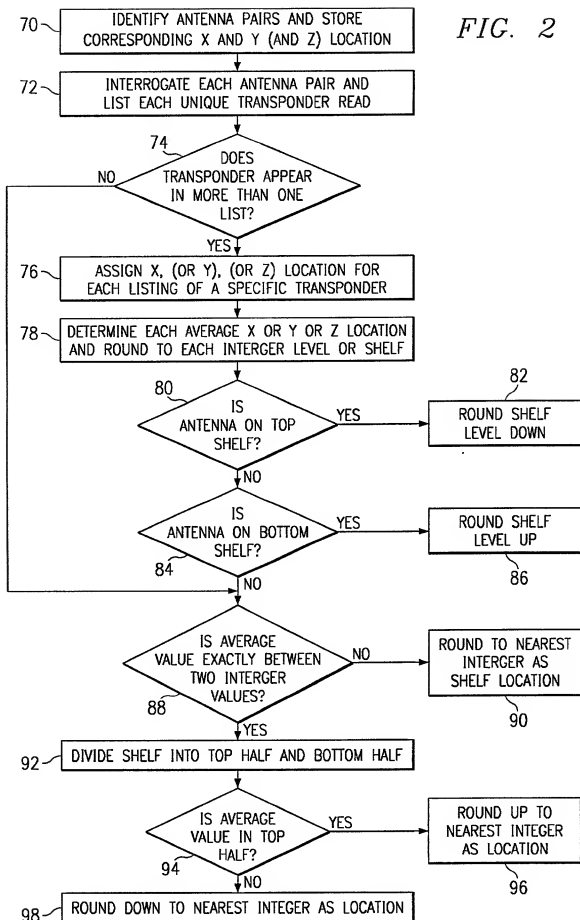 FIG. 2
70
IDENTIFY ANTENNA PAIRS AND STORE
CORRESPONDING X AND Y (AND Z) LOCATION
72
INTERROGATE EACH ANTENNA PAIR AND
LIST EACH UNIQUE TRANSPONDER READ
74
DOES
TRANSPONDER APPEAR
IN MORE THAN ONE
LIST?
NO
YES
76
ASSIGN X, (OR Y), (OR Z) LOCATION FOR
EACH LISTING OF A SPECIFIC TRANSPONDER
78
DETERMINE EACH AVERAGE X OR Y OR Z LOCATION
AND ROUND TO EACH INTERGER LEVEL OR SHELF
80
IS
ANTENNA ON TOP
SHELF?
YES
82
ROUND SHELF
LEVEL DOWN
NO
IS
ANTENNA ON BOTTOM
SHELF?
84
YES
ROUND SHELF
LEVEL UP
86
NO
IS AVERAGE
VALUE EXACTLY BETWEEN
TWO INTERGER
VALUES?
88
NO
ROUND TO NEAREST
INTERGER AS
SHELF LOCATION
90
YES
92
DIVIDE SHELF INTO TOP HALF AND BOTTOM HALF
IS AVERAGE
VALUE IN TOP
HALF?
94
YES
ROUND UP TO
NEAREST INTEGER
AS LOCATION
96
NO
98
ROUND DOWN TO NEAREST INTEGER AS LOCATION